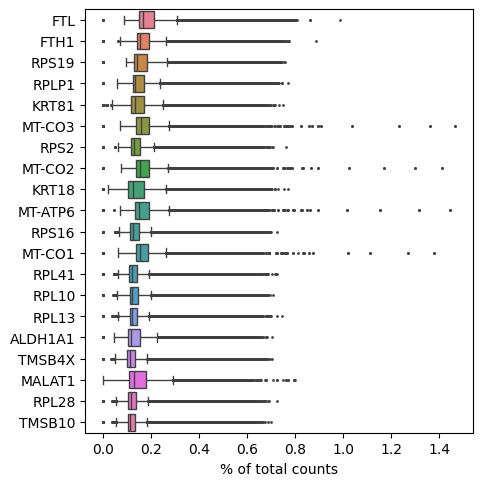 FTL
FTH1
RPS19
RPLP1
KRT81
MT-CO3
RPS2
MT-CO2
KRT18
MT-ATP6
RPS16
MT-CO1
RPL41
RPL10
RPL13
ALDH1A1
TMSB4X
MALAT1
RPL28
TMSB10
0.0 0.2 0.4 0.6 0.8 1.0 1.2 1.4
% of total counts